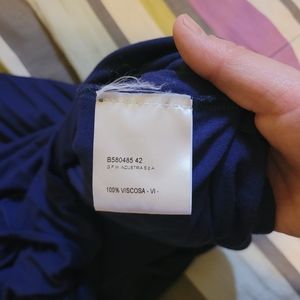 B580485 42
G.F.M INDUSTRIA S.p.A.
100% VISCOSA - VI -